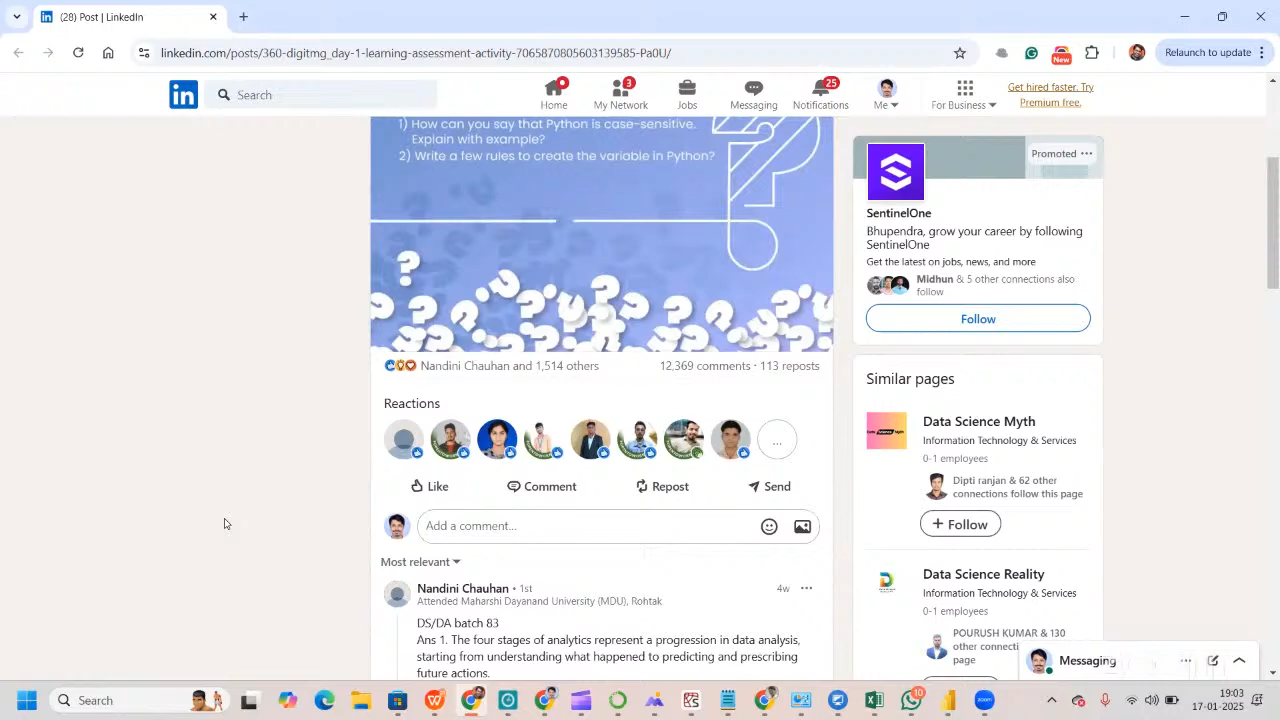 (28) Post | LinkedIn
linkedin.com/posts/360-digitmg_day-1-learning-assessment-activity-7065870805603139585-Pa0U/
New
Relaunch to update
in
Search
Home
3
My Network
Jobs
Messaging
25
Notifications
Me
For Business
Get hired faster. Try
Premium free.
1) How can you say that Python is case-sensitive.
Explain with example?
2) Write a few rules to create the variable in Python?
Nandini Chauhan and 1,514 others
12,369 comments · 113 reposts
Reactions
...
Like
Comment
Repost
Send
Add a comment...
Most relevant
Nandini Chauhan • 1st
4w
Attended Maharshi Dayanand University (MDU), Rohtak
DS/DA batch 83
Ans 1. The four stages of analytics represent a progression in data analysis,
starting from understanding what happened to predicting and prescribing
future actions.
Promoted
SentinelOne
Bhupendra, grow your career by following
SentinelOne
Get the latest on jobs, news, and more
Midhun & 5 other connections also
follow
Follow
Similar pages
Data Science Myth
Information Technology & Services
0-1 employees
Dipti ranjan & 62 other
connections follow this page
+ Follow
Data Science Reality
Information Technology & Services
0-1 employees
POURUSH KUMAR & 130
other connecti
page
Messaging
Search
10
zoom
19:03
17-01-2025